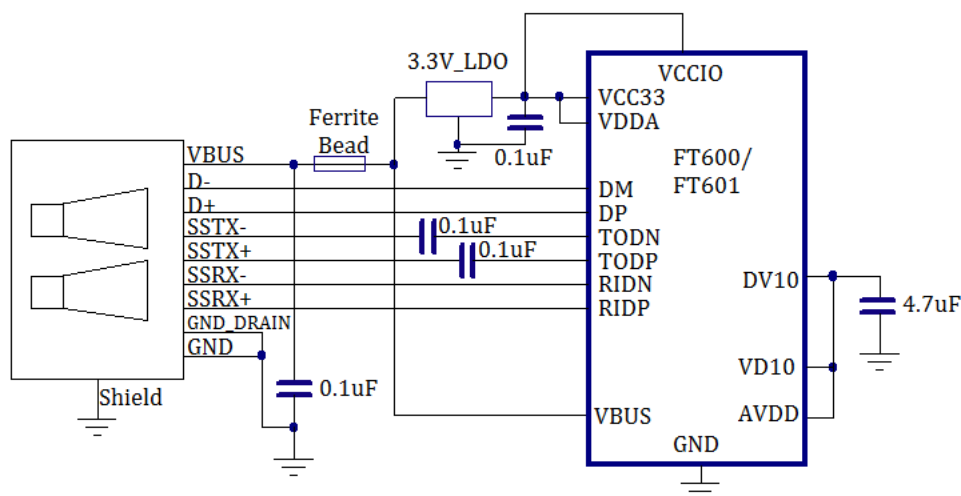 3.3V_LDO
VCCIO
VCC33
VDDA
0.1uF
Ferrite
Bead
VBUS
FT600/
FT601
D-
DM
D+
DP
SSTX-
0.1uF
TODN
SSTX+
0.1uF
TODP
SSRX-
RIDN
SSRX+
RIDP
DV10
4.7uF
GND_DRAIN
GND
VD10
Shield
0.1uF
VBUS
AVDD
GND